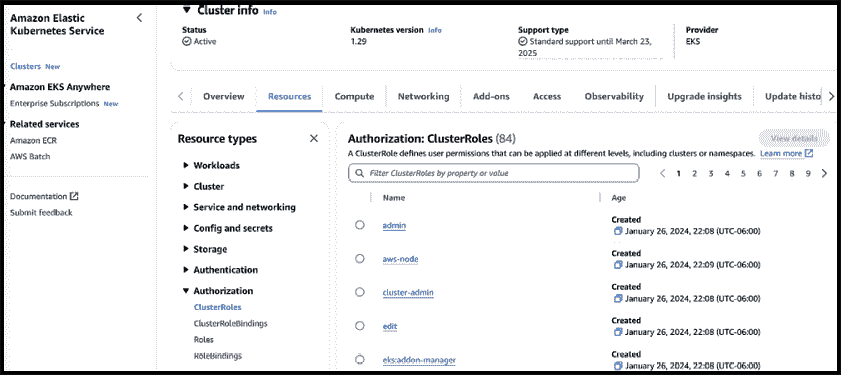 Amazon Elastic
Kubernetes Service
Clusters New
Amazon EKS Anywhere
Enterprise Subscriptions New
Related services
Amazon ECR
AWS Batch
Documentation
Submit feedback
Cluster info Info
Status
Active
Kubernetes version Info
1.29
Support type
Standard support until March 23,
2025
Provider
EKS
Overview Resources Compute Networking Add-ons Access Observability Upgrade insights Update histo
Resource types
Workloads
Cluster
Service and networking
Config and secrets
Storage
Authentication
Authorization
ClusterRoles
ClusterRoleBindings
Roles
RoleBindings
Authorization: ClusterRoles (84)
View details
A ClusterRole defines user permissions that can be applied at different levels, including clusters or namespaces. Learn more
Filter ClusterRoles by property or value
1 2 3 4 5 6 7 8 9
Name Age
admin
Created
January 26, 2024, 22:08 (UTC-06:00)
aws-node
Created
January 26, 2024, 22:09 (UTC-06:00)
cluster-admin
Created
January 26, 2024, 22:08 (UTC-06:00)
edit
Created
January 26, 2024, 22:08 (UTC-06:00)
eks:addon-manager
Created
January 26, 2024, 22:08 (UTC-06:00)